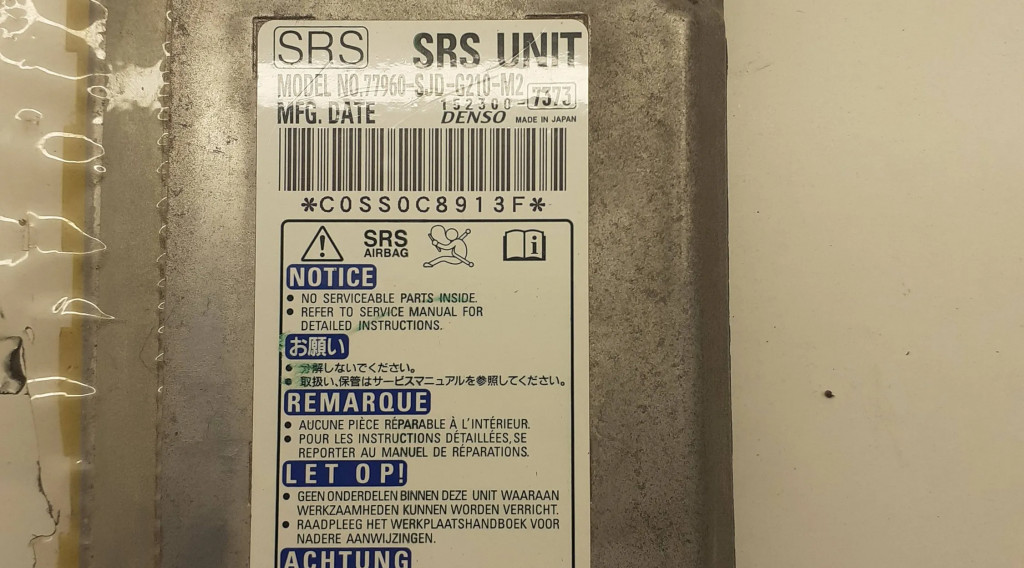 SRS SRS UNIT
MODEL NO.77960-SJD-G210-M2
152300-7373
MFG. DATE DENSO MADE IN JAPAN
*C0SS0C8913F*
SRS
AIRBAG
i
NOTICE
● NO SERVICEABLE PARTS INSIDE.
● REFER TO SERVICE MANUAL FOR
DETAILED INSTRUCTIONS.
お願い
● 分解しないでください。
● 取扱い、保管はサービスマニュアルを参照してください。
REMARQUE
● AUCUNE PIÈCE RÉPARABLE À L'INTÉRIEUR.
● POUR LES INSTRUCTIONS DÉTAILLÉES,SE
REPORTER AU MANUEL DE RÉPARATIONS.
LET OP!
● GEEN ONDERDELEN BINNEN DEZE UNIT WAARAAN
WERKZAAMHEDEN KUNNEN WORDEN VERRICHT.
● RAADPLEEG HET WERKPLAATSHANDBOEK VOOR
NADERE AANWIJZINGEN.
ACHTUNG